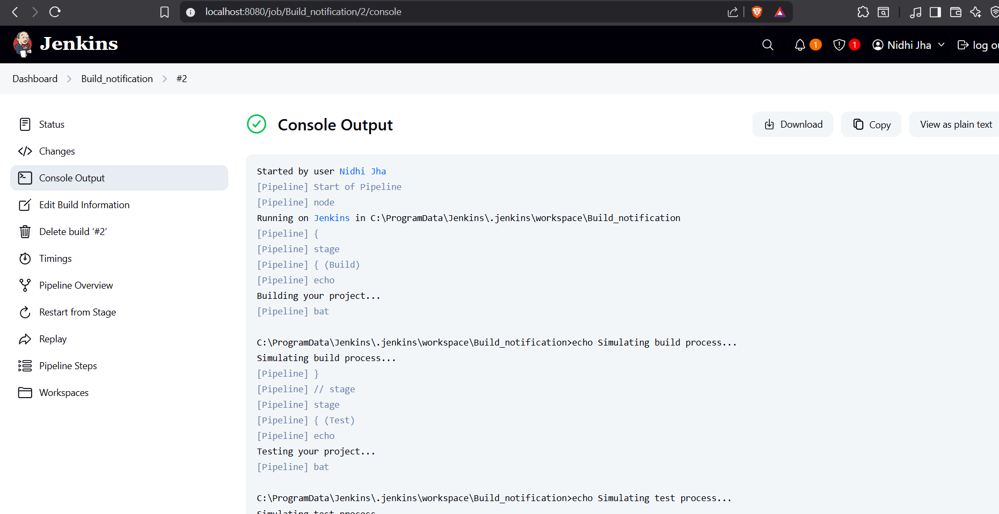 localhost:8080/job/Build_notification/2/console
Jenkins
1
1
Nidhi Jha
log
Dashboard
Build_notification
#2
Status
Changes
Console Output
Edit Build Information
Delete build ‘#2’
Timings
Pipeline Overview
Restart from Stage
Replay
Pipeline Steps
Workspaces
Console Output
Download
Copy
View as plain text
Started by user Nidhi Jha
[Pipeline] Start of Pipeline
[Pipeline] node
Running on Jenkins in C:\ProgramData\Jenkins\.jenkins\workspace\Build_notification
[Pipeline] {
[Pipeline] stage
[Pipeline] { (Build)
[Pipeline] echo
Building your project...
[Pipeline] bat
C:\ProgramData\Jenkins\.jenkins\workspace\Build_notification>echo Simulating build process...
Simulating build process...
[Pipeline] }
[Pipeline] // stage
[Pipeline] stage
[Pipeline] { (Test)
[Pipeline] echo
Testing your project...
[Pipeline] bat
C:\ProgramData\Jenkins\.jenkins\workspace\Build_notification>echo Simulating test process...
Simulating test process